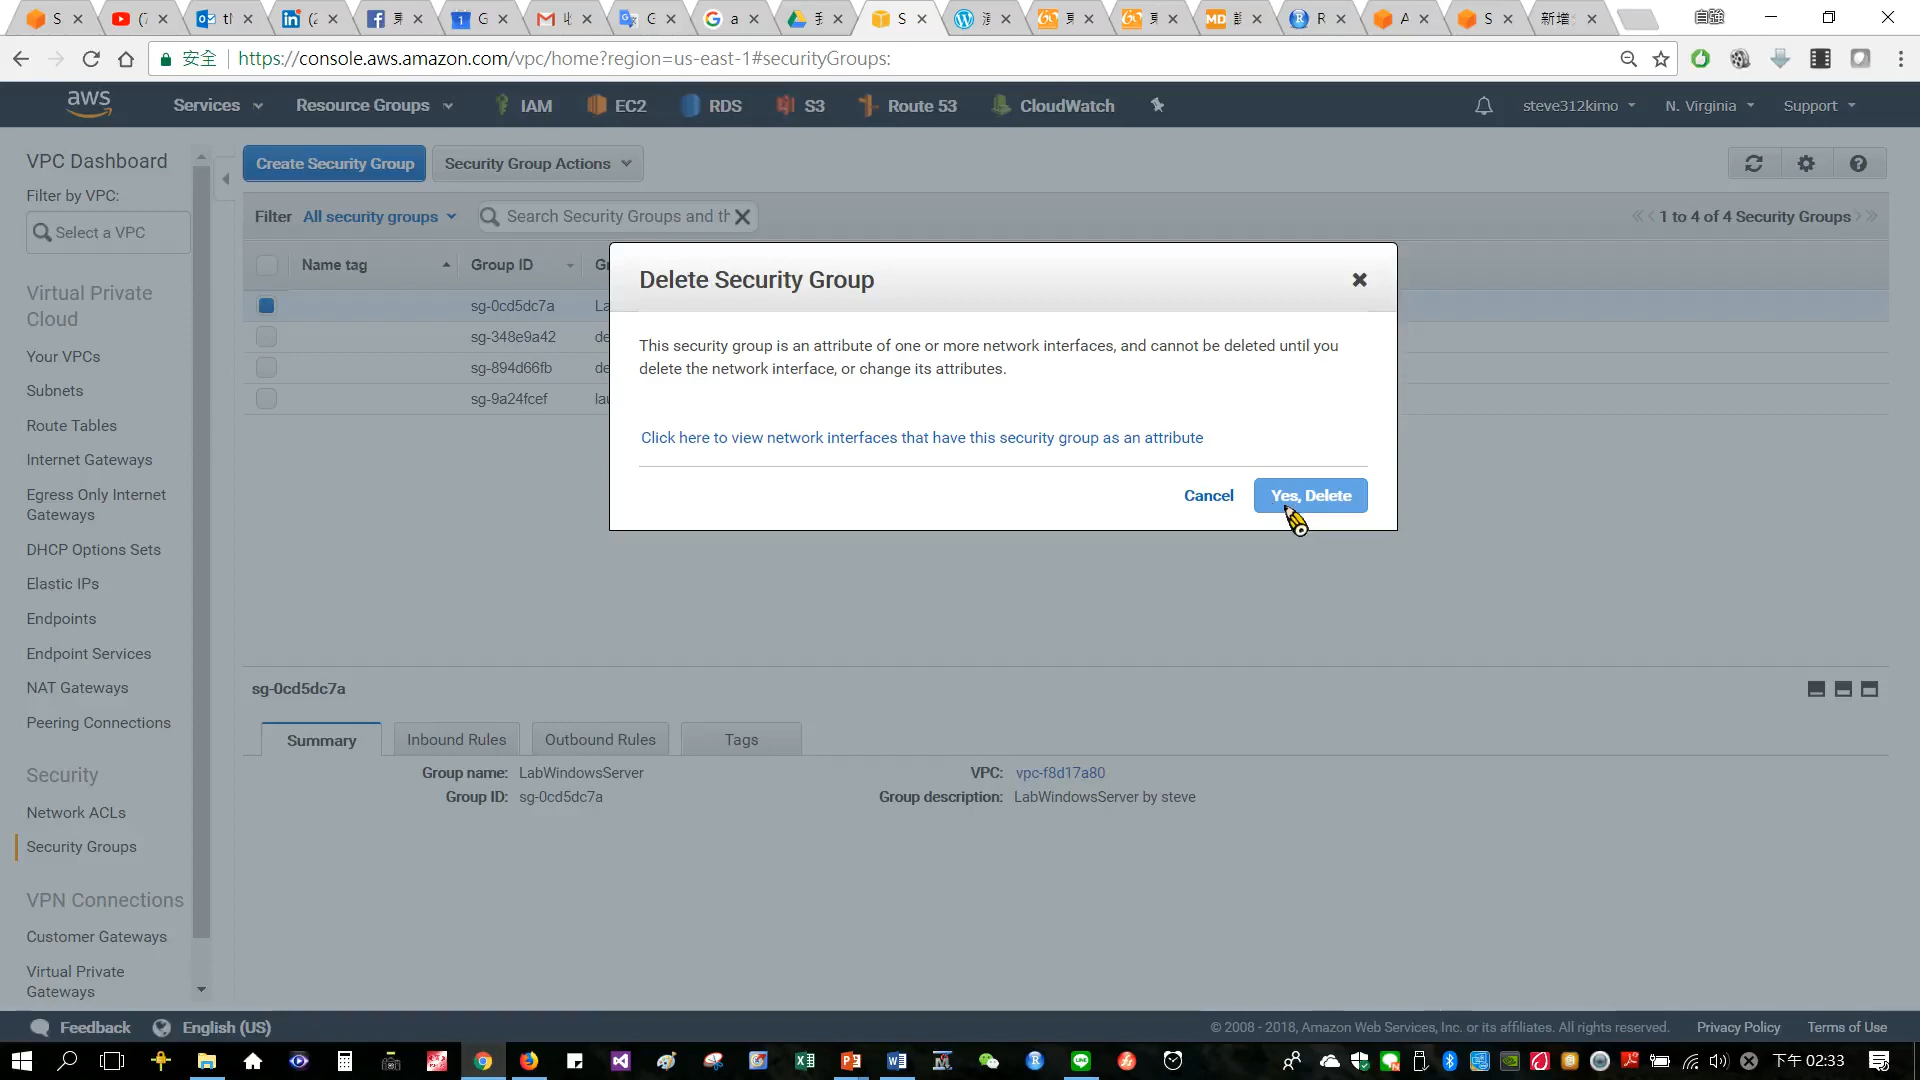 安全
https://console.aws.amazon.com/vpc/home?region=us-east-1#securityGroups:
自強
aws
Services
Resource Groups
IAM
EC2
RDS
S3
Route 53
CloudWatch
steve312kimo
N. Virginia
Support
VPC Dashboard
Filter by VPC:
Select a VPC
Virtual Private
Cloud
Your VPCs
Subnets
Route Tables
Internet Gateways
Egress Only Internet
Gateways
DHCP Options Sets
Elastic IPs
Endpoints
Endpoint Services
NAT Gateways
Peering Connections
Security
Network ACLs
Security Groups
VPN Connections
Customer Gateways
Virtual Private
Gateways
Create Security Group
Security Group Actions
Filter
All security groups
Search Security Groups and th
1 to 4 of 4 Security Groups
Name tag
Group ID
sg-0cd5dc7a
sg-348e9a42
sg-894d66fb
sg-9a24fcef
Delete Security Group
This security group is an attribute of one or more network interfaces, and cannot be deleted until you
delete the network interface, or change its attributes.
Click here to view network interfaces that have this security group as an attribute
Cancel
Yes, Delete
sg-0cd5dc7a
Summary
Inbound Rules
Outbound Rules
Tags
Group name: LabWindowsServer
VPC: vpc-f8d17a80
Group ID: sg-0cd5dc7a
Group description: LabWindowsServer by steve
Feedback
English (US)
© 2008 - 2018, Amazon Web Services, Inc. or its affiliates. All rights reserved.
Privacy Policy
Terms of Use
下午 02:33